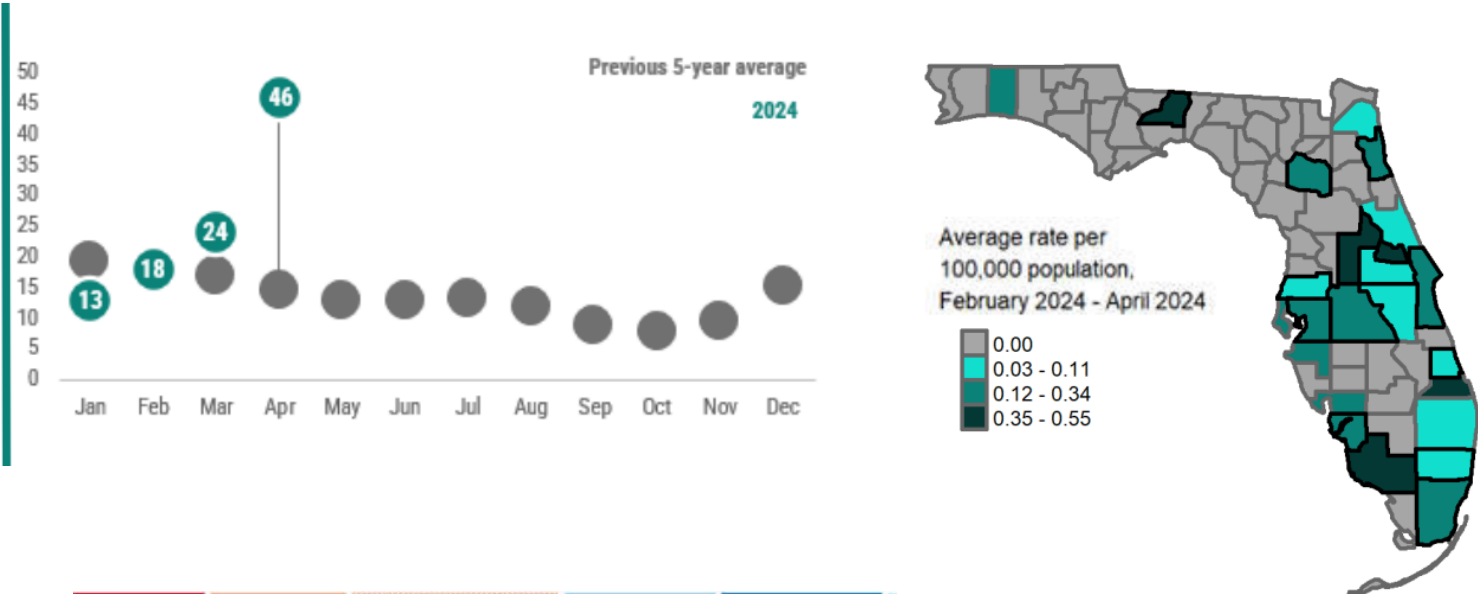 50
45
40
35
30
25
20
15
10
5
0
Previous 5-year average
2024
46
24
18
13
Jan Feb Mar Apr May Jun Jul Aug Sep Oct Nov Dec
Average rate per
100,000 population,
February 2024 - April 2024
0.00
0.03 - 0.11
0.12 - 0.34
0.35 - 0.55